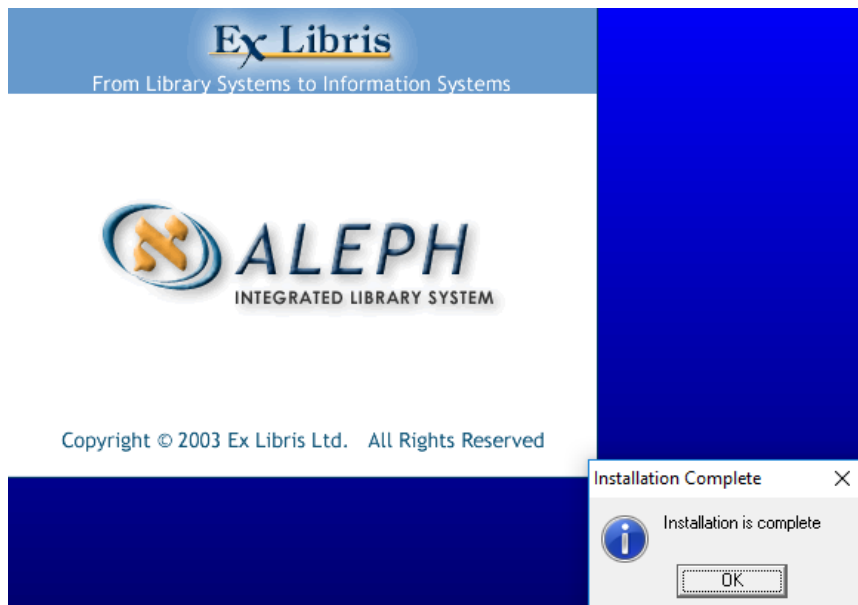 Ex Libris
From Library Systems to Information Systems
א
ALEPH
INTEGRATED LIBRARY SYSTEM
Copyright © 2003 Ex Libris Ltd. All Rights Reserved
Installation Complete
Installation is complete
OK